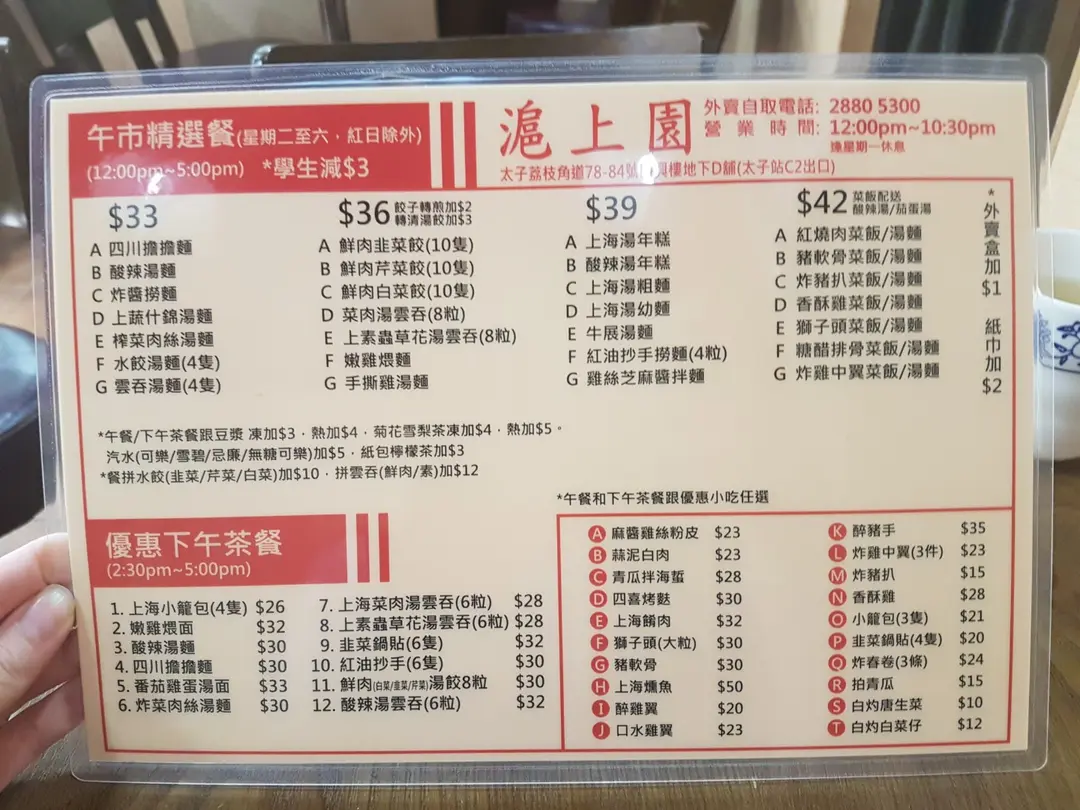 午市精選餐(星期二至六，紅日除外)
(12:00pm~5:00pm) *學生減$3
滬上園
外賣自取電話: 2880 5300
營業時間: 12:00pm~10:30pm
逢星期一休息
太子荔枝角道78-84號 興樓地下D舖(太子站C2出口)
$33
A 四川擔擔麵
B 酸辣湯麵
C 炸醬撈麵
D 上蔬什錦湯麵
E 榨菜肉絲湯麵
F 水餃湯麵(4隻)
G 雲吞湯麵(4隻)
$36 餃子轉煎加$2
轉清湯餃加$3
A 鮮肉韭菜餃(10隻)
B 鮮肉芹菜餃(10隻)
C 鮮肉白菜餃(10隻)
D 菜肉湯雲吞(8粒)
E 上素蟲草花湯雲吞(8粒)
F 嫩雞煨麵
G 手撕雞湯麵
$39
A 上海湯年糕
B 酸辣湯年糕
C 上海湯粗麵
D 上海湯幼麵
E 牛展湯麵
F 紅油抄手撈麵(4粒)
G 雞絲芝麻醬拌麵
$42 菜飯配送
酸辣湯/茄蛋湯
A 紅燒肉菜飯/湯麵
B 豬軟骨菜飯/湯麵
C 炸豬扒菜飯/湯麵
D 香酥雞菜飯/湯麵
E 獅子頭菜飯/湯麵
F 糖醋排骨菜飯/湯麵
G 炸雞中翼菜飯/湯麵
*外賣盒加$1 紙巾加$2
*午餐/下午茶餐跟豆漿 凍加$3，熱加$4，菊花雪梨茶凍加$4，熱加$5。
汽水(可樂/雪碧/忌廉/無糖可樂)加$5，紙包檸檬茶加$3
*餐拼水餃(韭菜/芹菜/白菜)加$10，拼雲吞(鮮肉/素)加$12
*午餐和下午茶餐跟優惠小吃任選
優惠下午茶餐
(2:30pm~5:00pm)
1. 上海小籠包(4隻) $26
2. 嫩雞煨面 $32
3. 酸辣湯麵 $30
4. 四川擔擔麵 $30
5. 番茄雞蛋湯面 $33
6. 炸菜肉絲湯麵 $30
7. 上海菜肉湯雲吞(6粒) $28
8. 上素蟲草花湯雲吞(6粒) $28
9. 韭菜鍋貼(6隻) $32
10. 紅油抄手(6隻) $30
11. 鮮肉(白菜/韭菜/芹菜)湯餃8粒 $30
12. 酸辣湯雲吞(6粒) $32
A 麻醬雞絲粉皮 $23
B 蒜泥白肉 $23
C 青瓜拌海蜇 $28
D 四喜烤麩 $30
E 上海餚肉 $32
F 獅子頭(大粒) $30
G 豬軟骨 $30
H 上海燻魚 $50
I 醉雞翼 $20
J 口水雞翼 $23
K 醉豬手 $35
L 炸雞中翼(3件) $23
M 炸豬扒 $15
N 香酥雞 $28
O 小籠包(3隻) $21
P 韭菜鍋貼(4隻) $20
Q 炸春卷(3條) $24
R 拍青瓜 $15
S 白灼唐生菜 $10
T 白灼白菜仔 $12